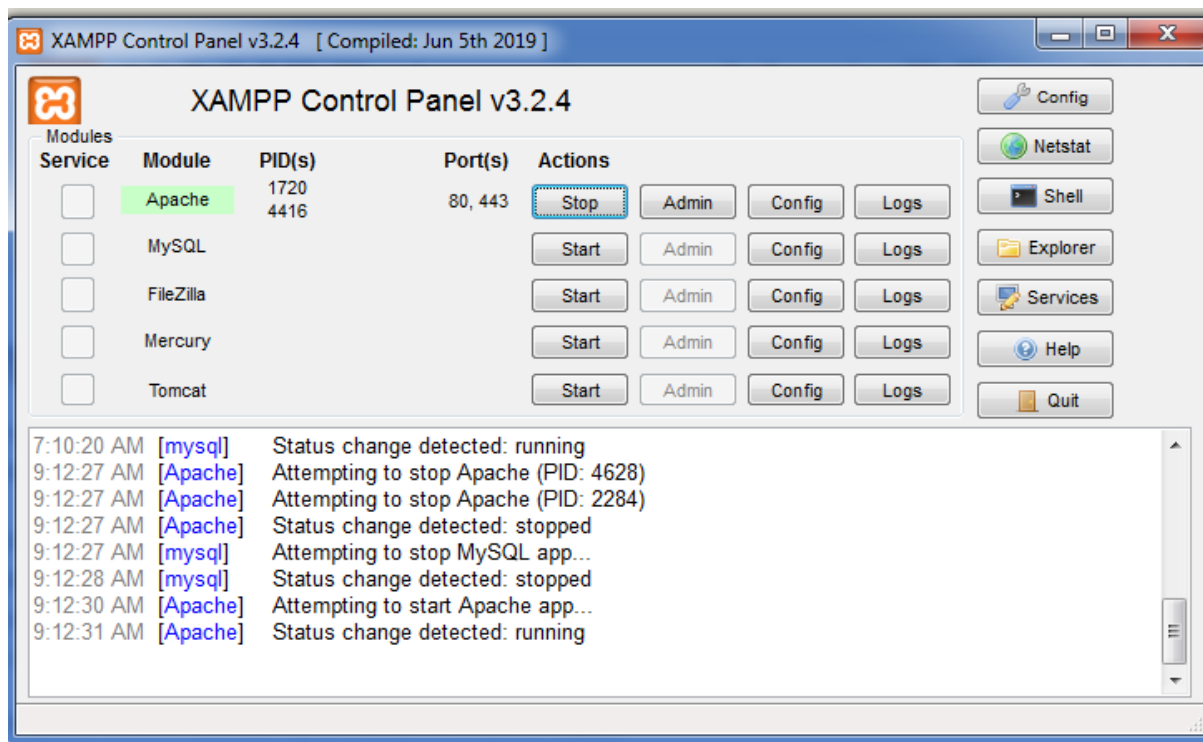 XAMPP Control Panel v3.2.4 [ Compiled: Jun 5th 2019 ]
XAMPP Control Panel v3.2.4
Config
Modules
Netstat
Service Module PID(s) Port(s) Actions
Apache 1720 4416 80, 443 Stop Admin Config Logs
Shell
MySQL Start Admin Config Logs
Explorer
FileZilla Start Admin Config Logs
Services
Mercury Start Admin Config Logs
Help
Tomcat Start Admin Config Logs
Quit
7:10:20 AM [mysql] Status change detected: running
9:12:27 AM [Apache] Attempting to stop Apache (PID: 4628)
9:12:27 AM [Apache] Attempting to stop Apache (PID: 2284)
9:12:27 AM [Apache] Status change detected: stopped
9:12:27 AM [mysql] Attempting to stop MySQL app...
9:12:28 AM [mysql] Status change detected: stopped
9:12:30 AM [Apache] Attempting to start Apache app...
9:12:31 AM [Apache] Status change detected: running